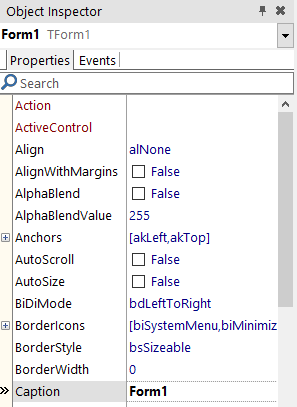 Object Inspector
Form1 TForm1
Properties Events
Search
Action
ActiveControl
Align alNone
AlignWithMargins False
AlphaBlend False
AlphaBlendValue 255
Anchors [akLeft,akTop]
AutoScroll False
AutoSize False
BiDiMode bdLeftToRight
BorderIcons [biSystemMenu,biMinimiz
BorderStyle bsSizeable
BorderWidth 0
Caption Form1